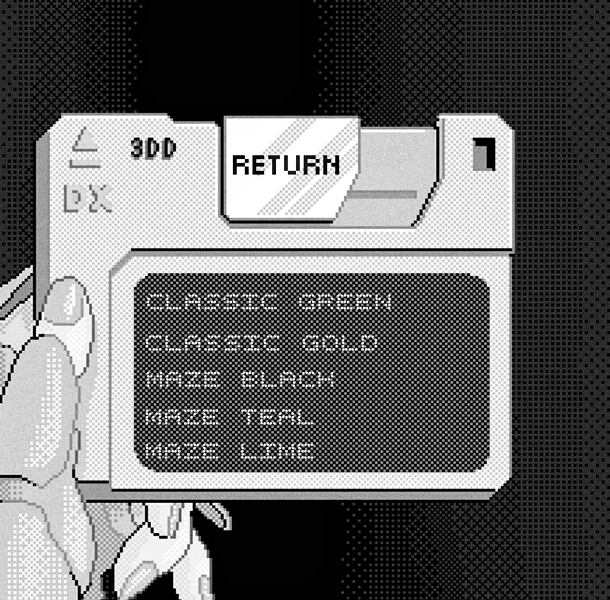 3DD
RETURN
DX
CLASSIC GREEN
CLASSIC GOLD
MAZE BLACK
MAZE TEAL
MAZE LIME